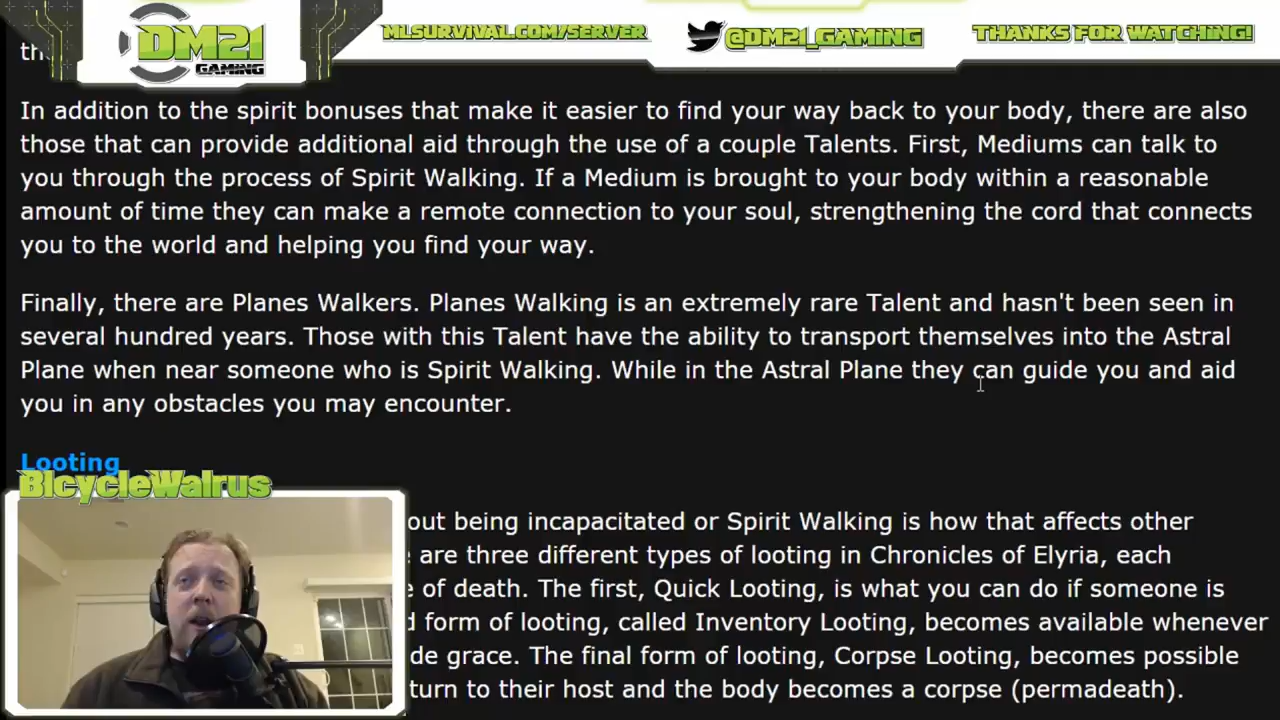 DM21
GAMING
MLSURVIVAL.COM/SERVER
@DM21_GAMING
THANKS FOR WATCHING!
In addition to the spirit bonuses that make it easier to find your way back to your body, there are also
those that can provide additional aid through the use of a couple Talents. First, Mediums can talk to
you through the process of Spirit Walking. If a Medium is brought to your body within a reasonable
amount of time they can make a remote connection to your soul, strengthening the cord that connects
you to the world and helping you find your way.
Finally, there are Planes Walkers. Planes Walking is an extremely rare Talent and hasn't been seen in
several hundred years. Those with this Talent have the ability to transport themselves into the Astral
Plane when near someone who is Spirit Walking. While in the Astral Plane they can guide you and aid
you in any obstacles you may encounter.
Looting
BicycleWalrus
out being incapacitated or Spirit Walking is how that affects other
are three different types of looting in Chronicles of Elyria, each
of death. The first, Quick Looting, is what you can do if someone is
form of looting, called Inventory Looting, becomes available whenever
de grace. The final form of looting, Corpse Looting, becomes possible
turn to their host and the body becomes a corpse (permadeath).